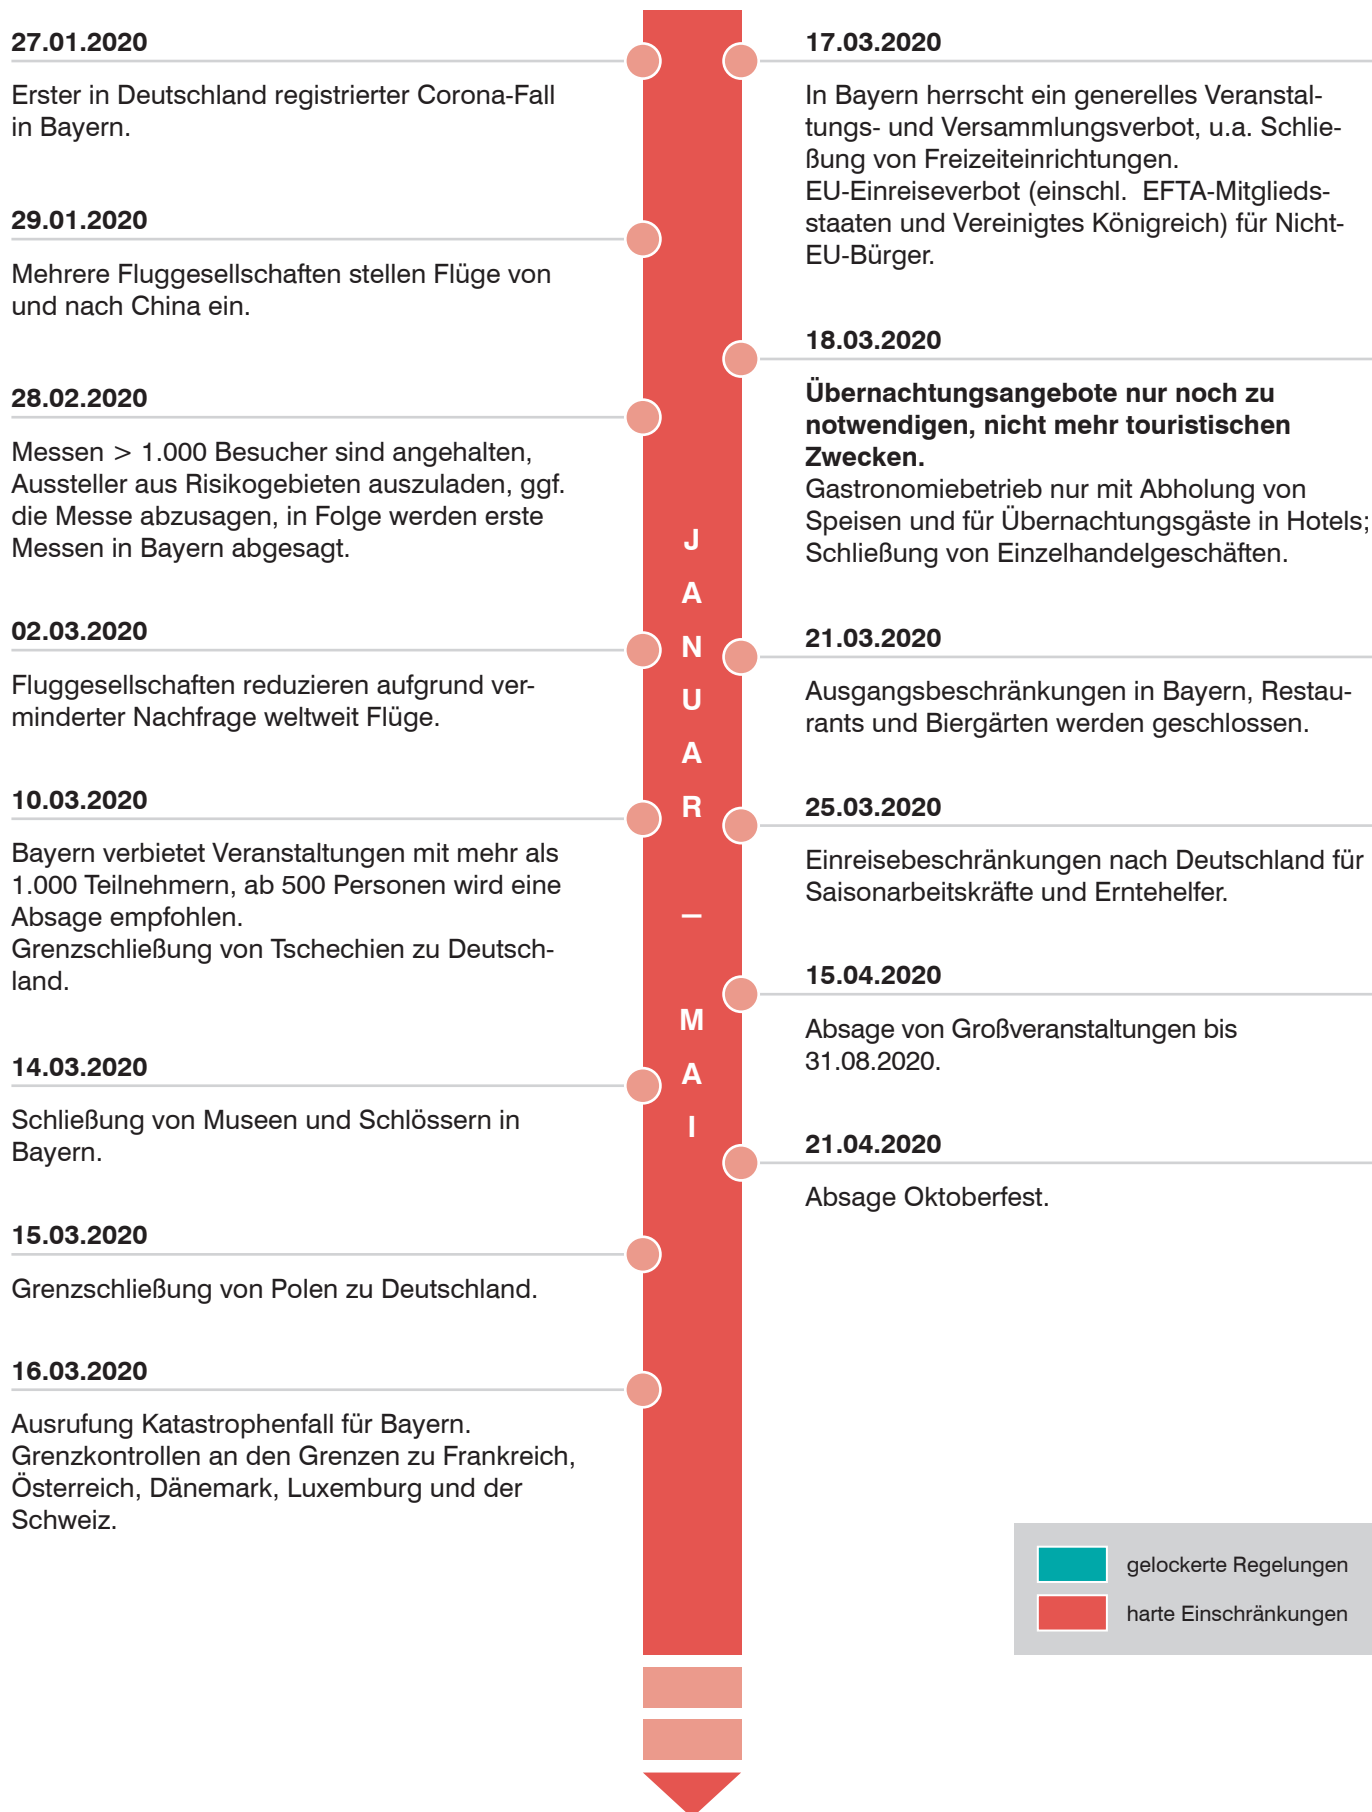 27.01.2020
Erster in Deutschland registrierter Corona-Fall
in Bayern.
29.01.2020
Mehrere Fluggesellschaften stellen Flüge von
und nach China ein.
28.02.2020
Messen > 1.000 Besucher sind angehalten,
Aussteller aus Risikogebieten auszuladen, ggf.
die Messe abzusagen, in Folge werden erste
Messen in Bayern abgesagt.
02.03.2020
Fluggesellschaften reduzieren aufgrund ver-
minderter Nachfrage weltweit Flüge.
10.03.2020
Bayern verbietet Veranstaltungen mit mehr als
1.000 Teilnehmern, ab 500 Personen wird eine
Absage empfohlen.
Grenzschließung von Tschechien zu Deutsch-
land.
14.03.2020
Schließung von Museen und Schlössern in
Bayern.
15.03.2020
Grenzschließung von Polen zu Deutschland.
16.03.2020
Ausrufung Katastrophenfall für Bayern.
Grenzkontrollen an den Grenzen zu Frankreich,
Österreich, Dänemark, Luxemburg und der
Schweiz.
JANUAR – MAI
17.03.2020
In Bayern herrscht ein generelles Veranstal-
tungs- und Versammlungsverbot, u.a. Schlie-
ßung von Freizeiteinrichtungen.
EU-Einreiseverbot (einschl. EFTA-Mitglieds-
staaten und Vereinigtes Königreich) für Nicht-
EU-Bürger.
18.03.2020
Übernachtungsangebote nur noch zu
notwendigen, nicht mehr touristischen
Zwecken.
Gastronomiebetrieb nur mit Abholung von
Speisen und für Übernachtungsgäste in Hotels;
Schließung von Einzelhandelgeschäften.
21.03.2020
Ausgangsbeschränkungen in Bayern, Restau-
rants und Biergärten werden geschlossen.
25.03.2020
Einreisebeschränkungen nach Deutschland für
Saisonarbeitskräfte und Erntehelfer.
15.04.2020
Absage von Großveranstaltungen bis
31.08.2020.
21.04.2020
Absage Oktoberfest.
gelockerte Regelungen
harte Einschränkungen